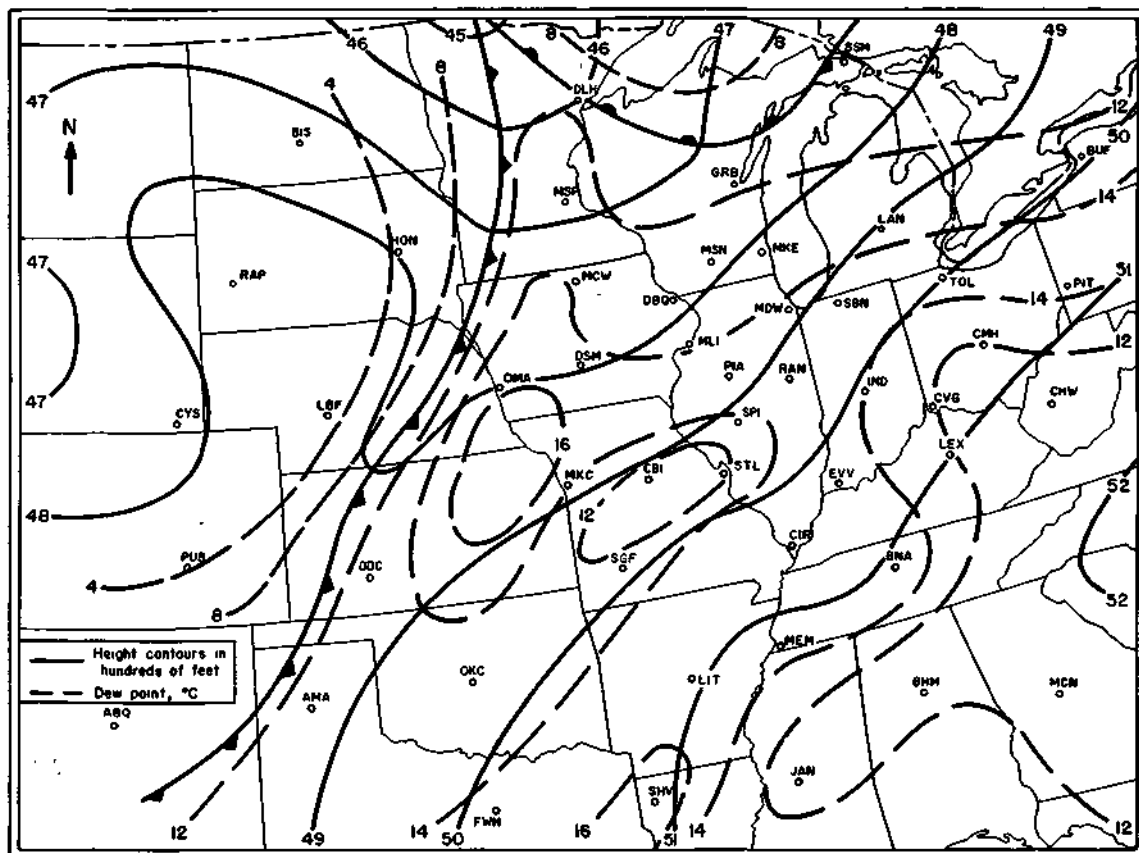 46
45
8
46
47
8
48
49
SSM
47
4
8
DLH
12
50
N
BIS
BUF
GRB
MSP
14
LAN
HON
47
RAP
MSN
MKE
51
MCW
TOL
PIT
DBQ
MDW
SBN
14
CMH
MLI
12
DSM
OMA
PIA
RAN
IND
47
CYS
LBF
CVG
CHW
SPI
16
LEX
MKC
CBI
STL
EVV
52
48
12
PUB
DDC
SGF
CIR
BNA
4
8
52
Height contours in
hundreds of feet
Dew point, °C
MEM
OKC
LIT
BHM
MCN
ABQ
AMA
JAN
SHV
FWH
12
49
14
50
16
51
14
12